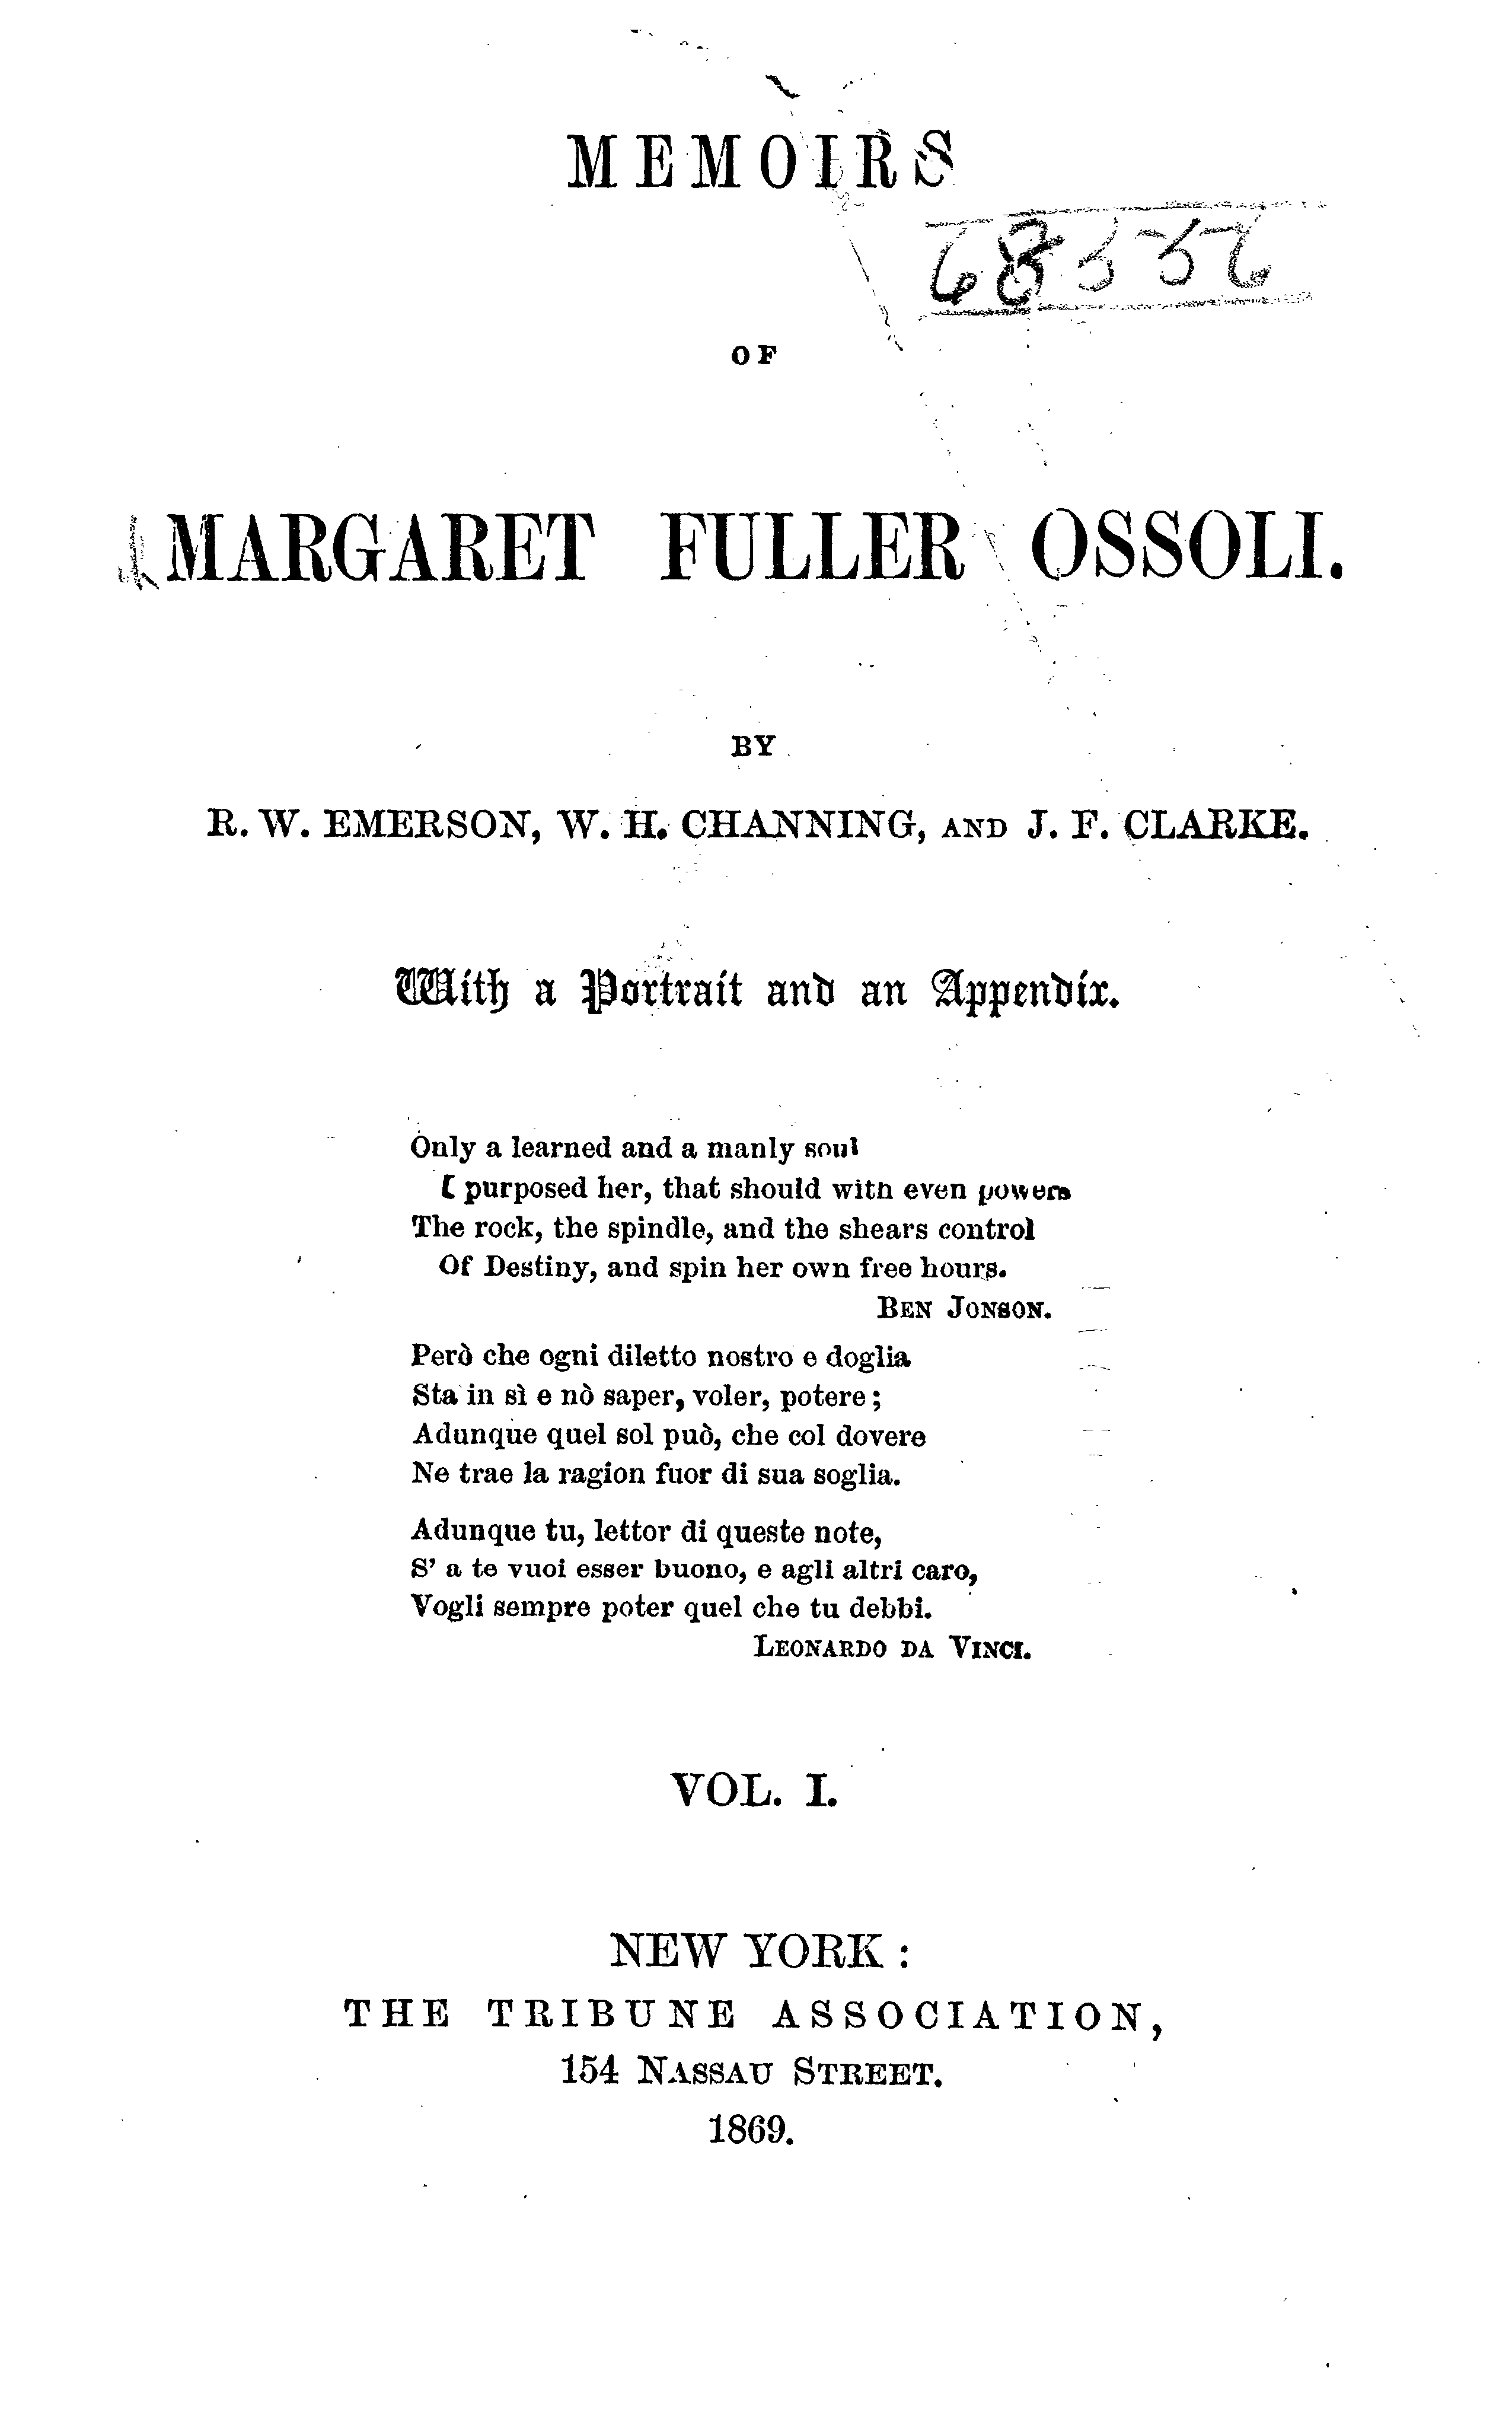 MEMOIRS
OF
MARGARET FULLER OSSOLI.
BY
R. W. EMERSON, W. H. CHANNING, AND J. F. CLARKE.
With a Portrait and an Appendix.
Only a learned and a manly soul
I purposed her, that should with even powers
The rock, the spindle, and the shears control
Of Destiny, and spin her own free hours.
BEN JONSON.
Però che ogni diletto nostro e doglia
Sta in sì e nò saper, voler, potere;
Adunque quel sol può, che col dovere
Ne trae la ragion fuor di sua soglia.
Adunque tu, lettor di queste note,
S' a te vuoi esser buono, e agli altri caro,
Vogli sempre poter quel che tu debbi.
LEONARDO DA VINCI.
VOL. I.
NEW YORK:
THE TRIBUNE ASSOCIATION,
154 NASSAU STREET.
1869.